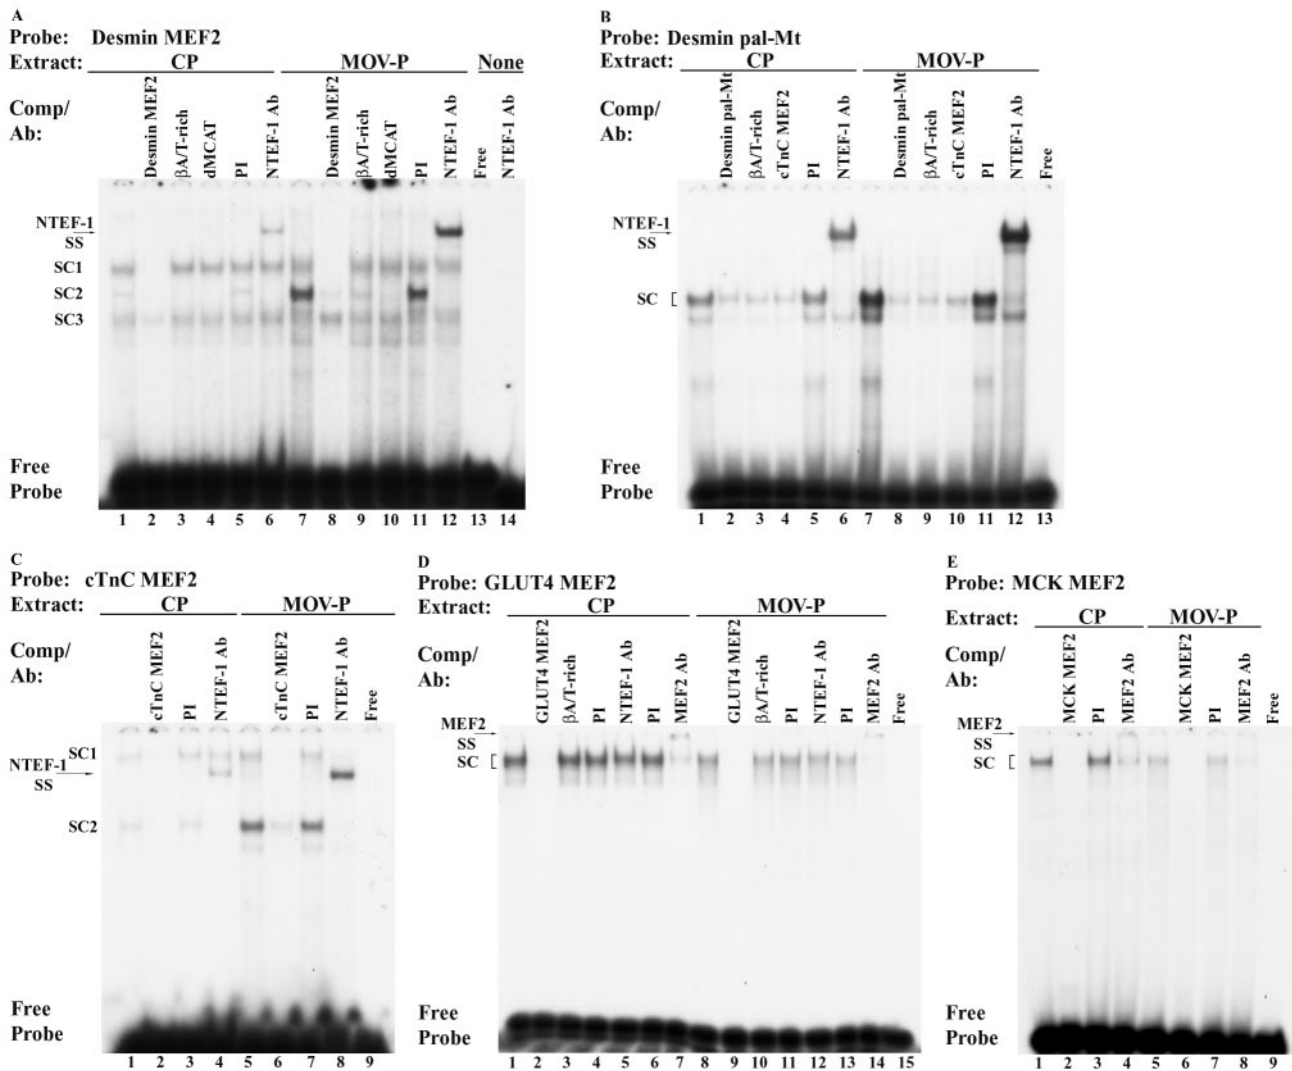 A
Probe: Desmin MEF2
Extract: CP MOV-P None
Comp/
Ab:
Desmin MEF2
βA/T-rich
dMCAT
PI
NTEF-1 Ab
Desmin MEF2
βA/T-rich
dMCAT
PI
NTEF-1 Ab
Free
NTEF-1 Ab
NTEF-1
SS
SC1
SC2
SC3
Free
Probe
1 2 3 4 5 6 7 8 9 10 11 12 13 14
B
Probe: Desmin pal-Mt
Extract: CP MOV-P
Comp/
Ab:
Desmin pal-Mt
βA/T-rich
cTnC MEF2
PI
NTEF-1 Ab
Desmin pal-Mt
βA/T-rich
cTnC MEF2
PI
NTEF-1 Ab
Free
NTEF-1
SS
SC
Free
Probe
1 2 3 4 5 6 7 8 9 10 11 12 13
C
Probe: cTnC MEF2
Extract: CP MOV-P
Comp/
Ab:
cTnC MEF2
PI
NTEF-1 Ab
cTnC MEF2
PI
NTEF-1 Ab
Free
SC1
NTEF-1
SS
SC2
Free
Probe
1 2 3 4 5 6 7 8 9
D
Probe: GLUT4 MEF2
Extract: CP MOV-P
Comp/
Ab:
GLUT4 MEF2
βA/T-rich
PI
NTEF-1 Ab
PI
MEF2 Ab
GLUT4 MEF2
βA/T-rich
PI
NTEF-1 Ab
PI
MEF2 Ab
Free
MEF2
SS
SC
Free
Probe
1 2 3 4 5 6 7 8 9 10 11 12 13 14 15
E
Probe: MCK MEF2
Extract: CP MOV-P
Comp/
Ab:
MCK MEF2
PI
MEF2 Ab
MCK MEF2
PI
MEF2 Ab
Free
MEF2
SS
SC
Free
Probe
1 2 3 4 5 6 7 8 9